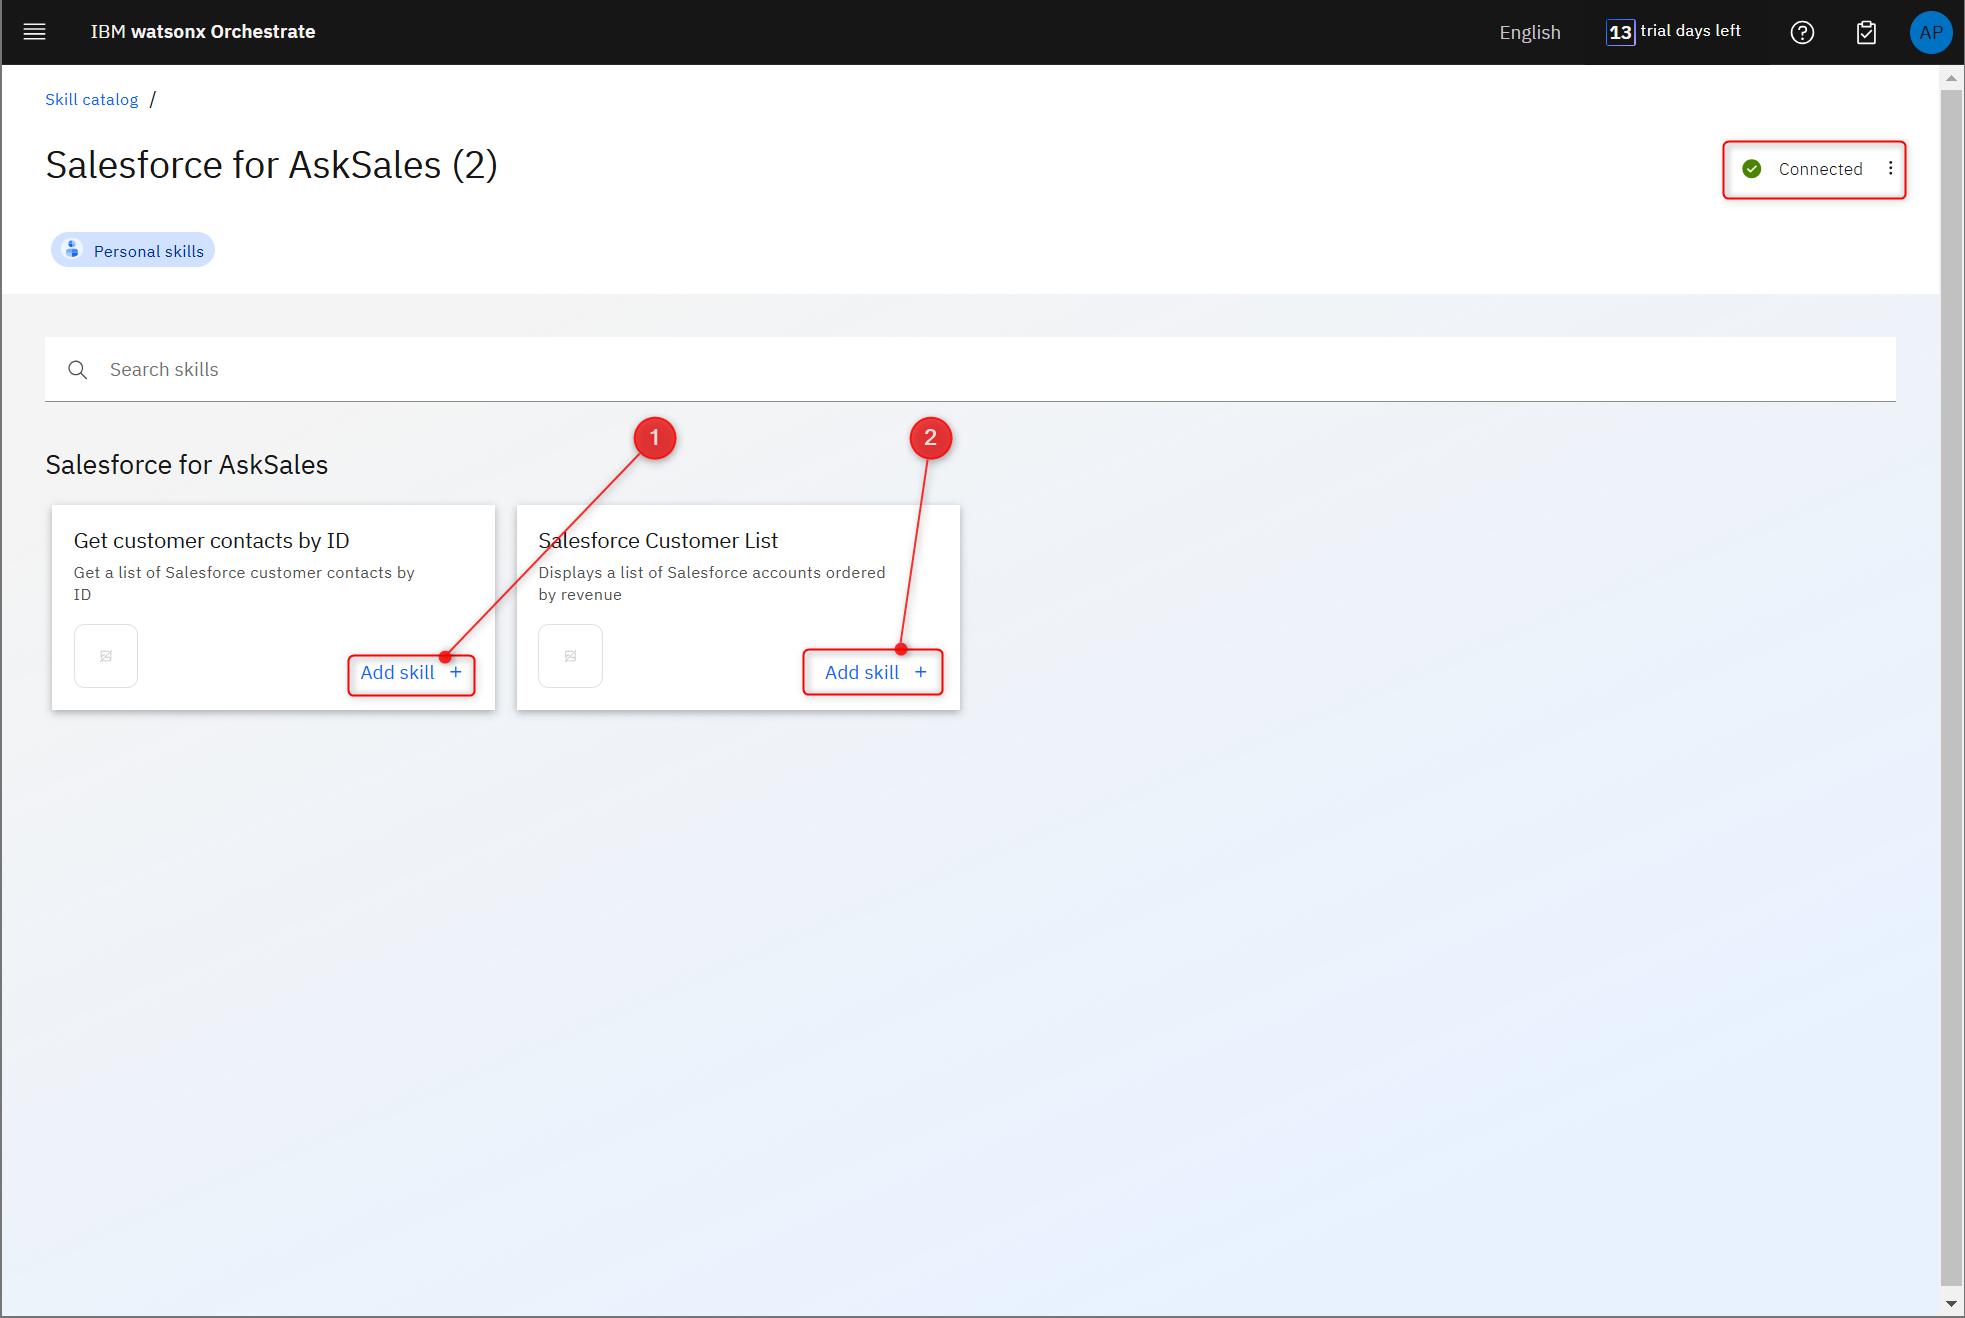 IBM watsonx Orchestrate
English
13 trial days left
AP
Skill catalog /
Salesforce for AskSales (2)
Connected
Personal skills
Search skills
1
2
Salesforce for AskSales
Get customer contacts by ID
Get a list of Salesforce customer contacts by
ID
Add skill +
Salesforce Customer List
Displays a list of Salesforce accounts ordered
by revenue
Add skill +